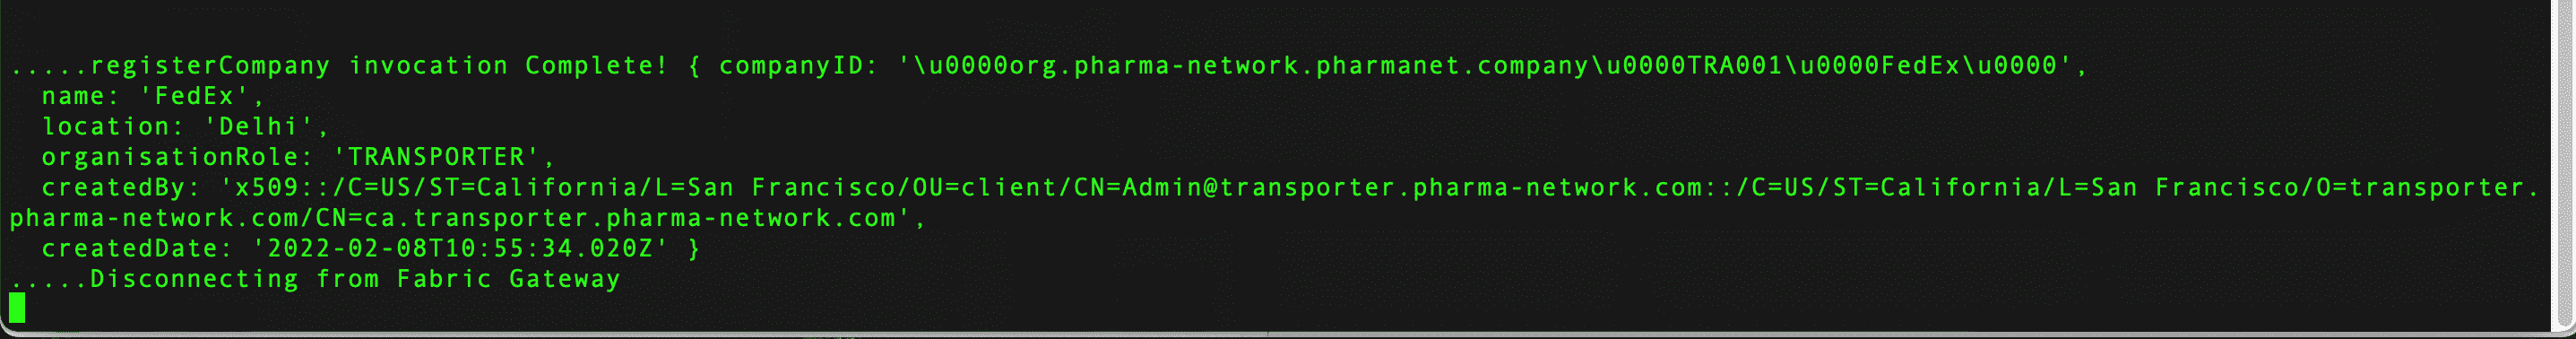 .....registerCompany invocation Complete! { companyID: '\u0000org.pharma-network.pharmanet.company\u0000TRA001\u0000FedEx\u0000',
  name: 'FedEx',
  location: 'Delhi',
  organisationRole: 'TRANSPORTER',
  createdBy: 'x509::/C=US/ST=California/L=San Francisco/OU=client/CN=Admin@transporter.pharma-network.com::/C=US/ST=California/L=San Francisco/O=transporter.
pharma-network.com/CN=ca.transporter.pharma-network.com',
  createdDate: '2022-02-08T10:55:34.020Z' }
.....Disconnecting from Fabric Gateway